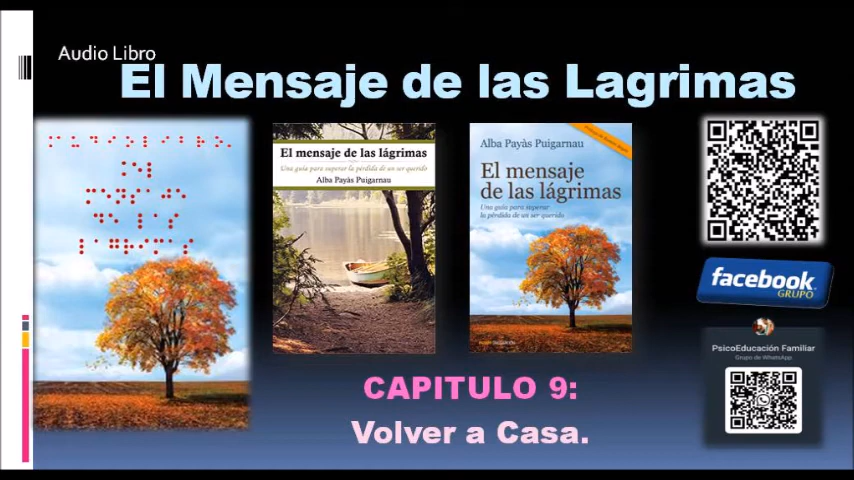 Audio Libro
El Mensaje de las Lagrimas
El mensaje de las lágrimas
Una guía para superar la perdida de un ser querido
Alba Payàs Puigarnau
Alba Payàs Puigarnau
El mensaje
de las lágrimas
Una guía para superar
la pérdida de un ser querido
facebook
GRUPO
PsicoEducación Familiar
Grupo de WhatsApp
CAPITULO 9:
Volver a Casa.